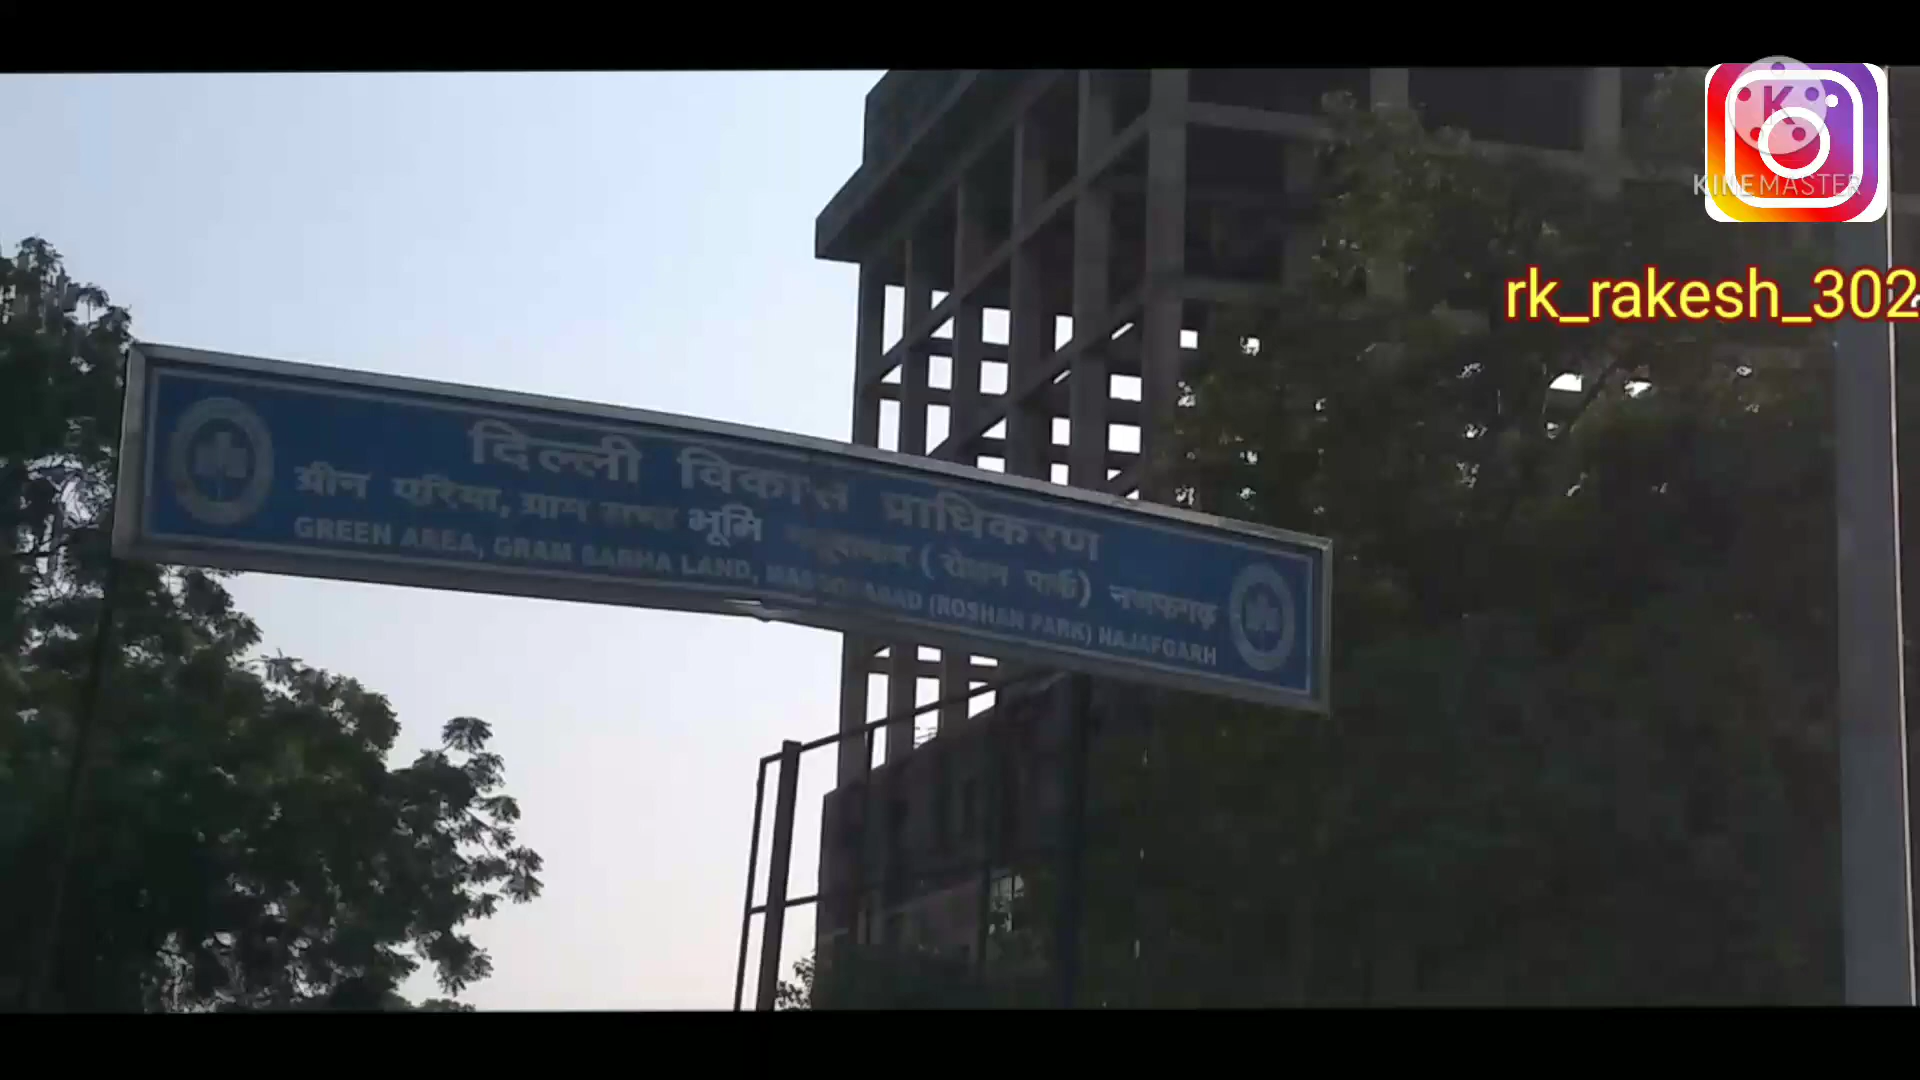 K
KINEMASTER
rk_rakesh_302
दिल्ली विकास प्राधिकरण
ग्रीन एरिया, ग्राम सभा भूमि (रोशन पार्क) नजफगढ़
GREEN AREA, GRAM SABHA LAND, (ROSHAN PARK) NAJAFGARH